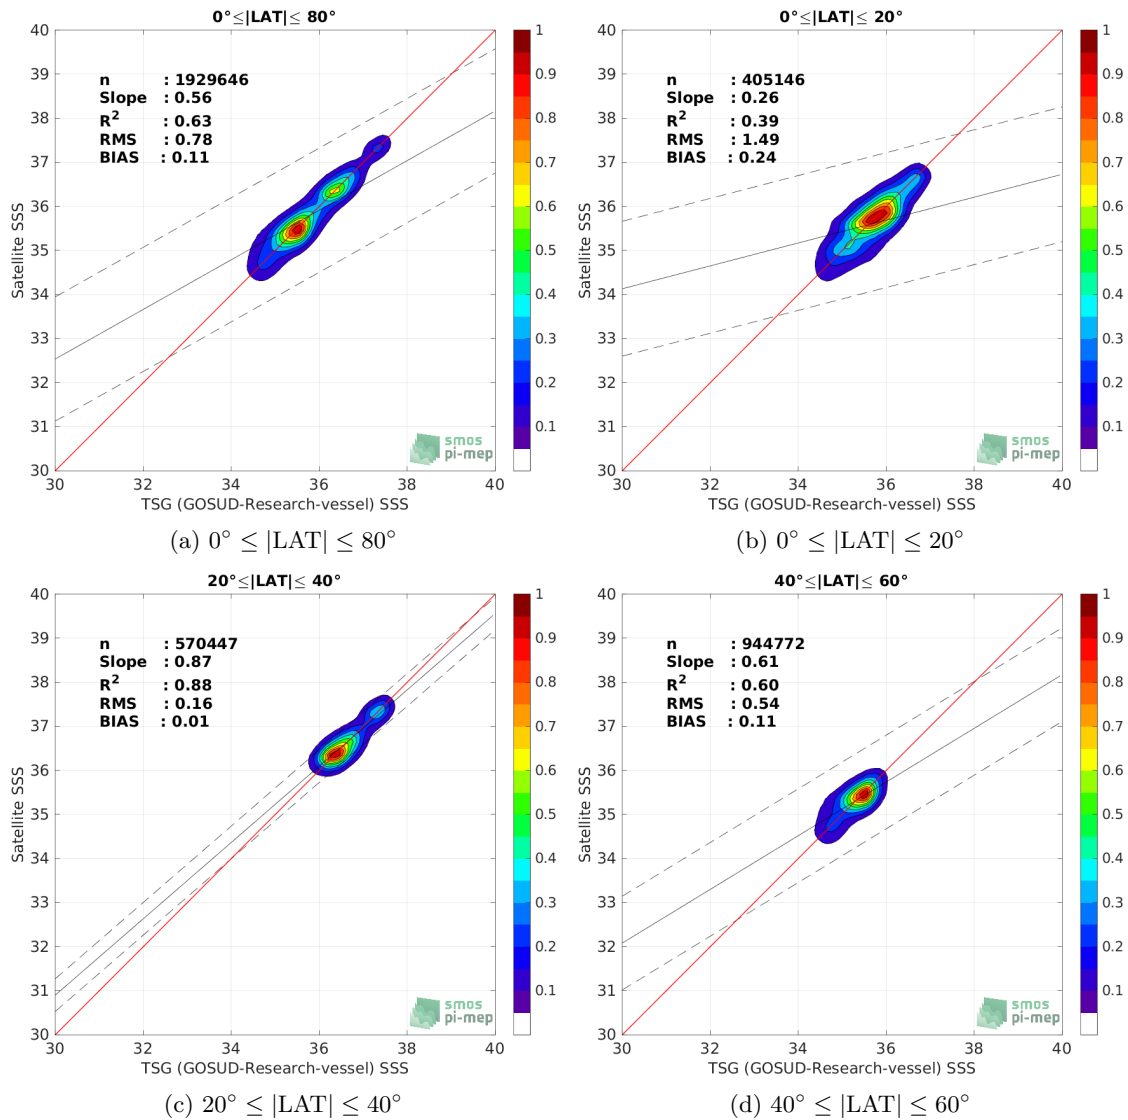 0°≤|LAT|≤ 80°
40
39
38
37
36
35
34
33
32
31
30
Satellite SSS
n : 1929646
Slope : 0.56
R² : 0.63
RMS : 0.78
BIAS : 0.11
smos
pi-mep
30 32 34 36 38 40
TSG (GOSUD-Research-vessel) SSS
1
0.9
0.8
0.7
0.6
0.5
0.4
0.3
0.2
0.1
(a) 0° ≤ |LAT| ≤ 80°
0°≤|LAT|≤ 20°
40
39
38
37
36
35
34
33
32
31
30
Satellite SSS
n : 405146
Slope : 0.26
R² : 0.39
RMS : 1.49
BIAS : 0.24
smos
pi-mep
30 32 34 36 38 40
TSG (GOSUD-Research-vessel) SSS
1
0.9
0.8
0.7
0.6
0.5
0.4
0.3
0.2
0.1
(b) 0° ≤ |LAT| ≤ 20°
20°≤|LAT|≤ 40°
40
39
38
37
36
35
34
33
32
31
30
Satellite SSS
n : 570447
Slope : 0.87
R² : 0.88
RMS : 0.16
BIAS : 0.01
smos
pi-mep
30 32 34 36 38 40
TSG (GOSUD-Research-vessel) SSS
1
0.9
0.8
0.7
0.6
0.5
0.4
0.3
0.2
0.1
(c) 20° ≤ |LAT| ≤ 40°
40°≤|LAT|≤ 60°
40
39
38
37
36
35
34
33
32
31
30
Satellite SSS
n : 944772
Slope : 0.61
R² : 0.60
RMS : 0.54
BIAS : 0.11
smos
pi-mep
30 32 34 36 38 40
TSG (GOSUD-Research-vessel) SSS
1
0.9
0.8
0.7
0.6
0.5
0.4
0.3
0.2
0.1
(d) 40° ≤ |LAT| ≤ 60°